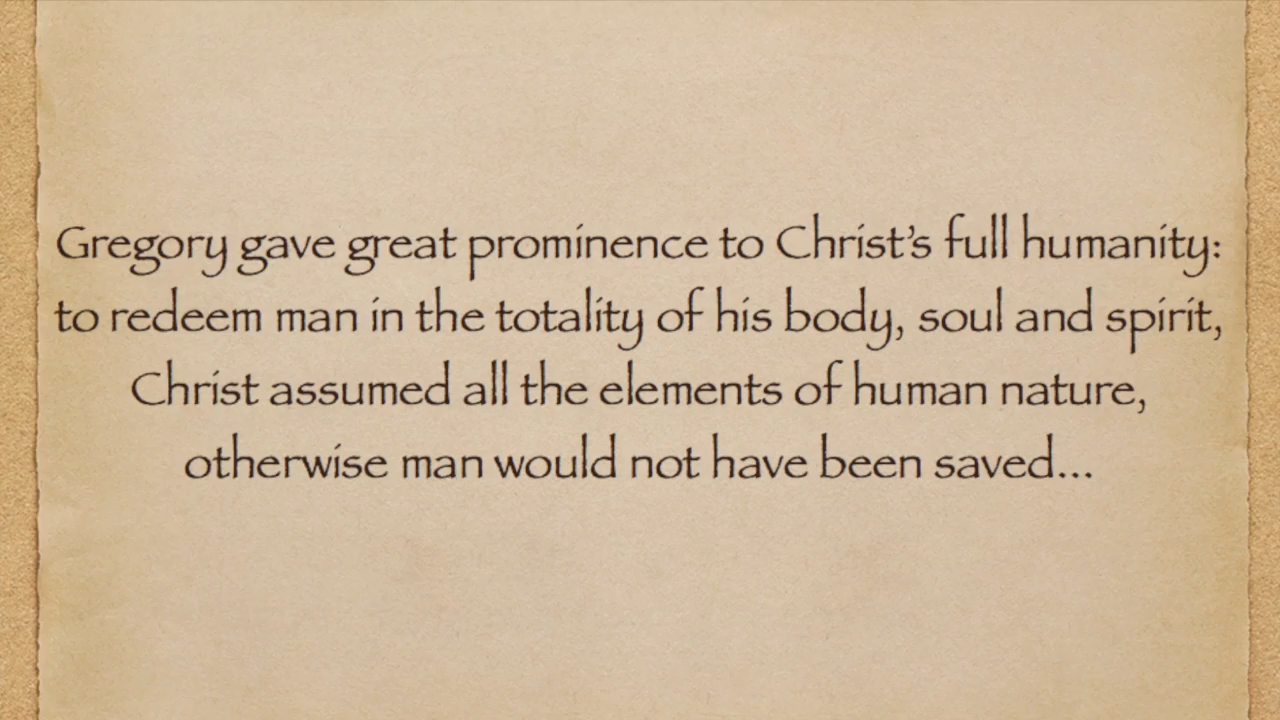 Gregory gave great prominence to Christ’s full humanity:
to redeem man in the totality of his body, soul and spirit,
Christ assumed all the elements of human nature,
otherwise man would not have been saved...